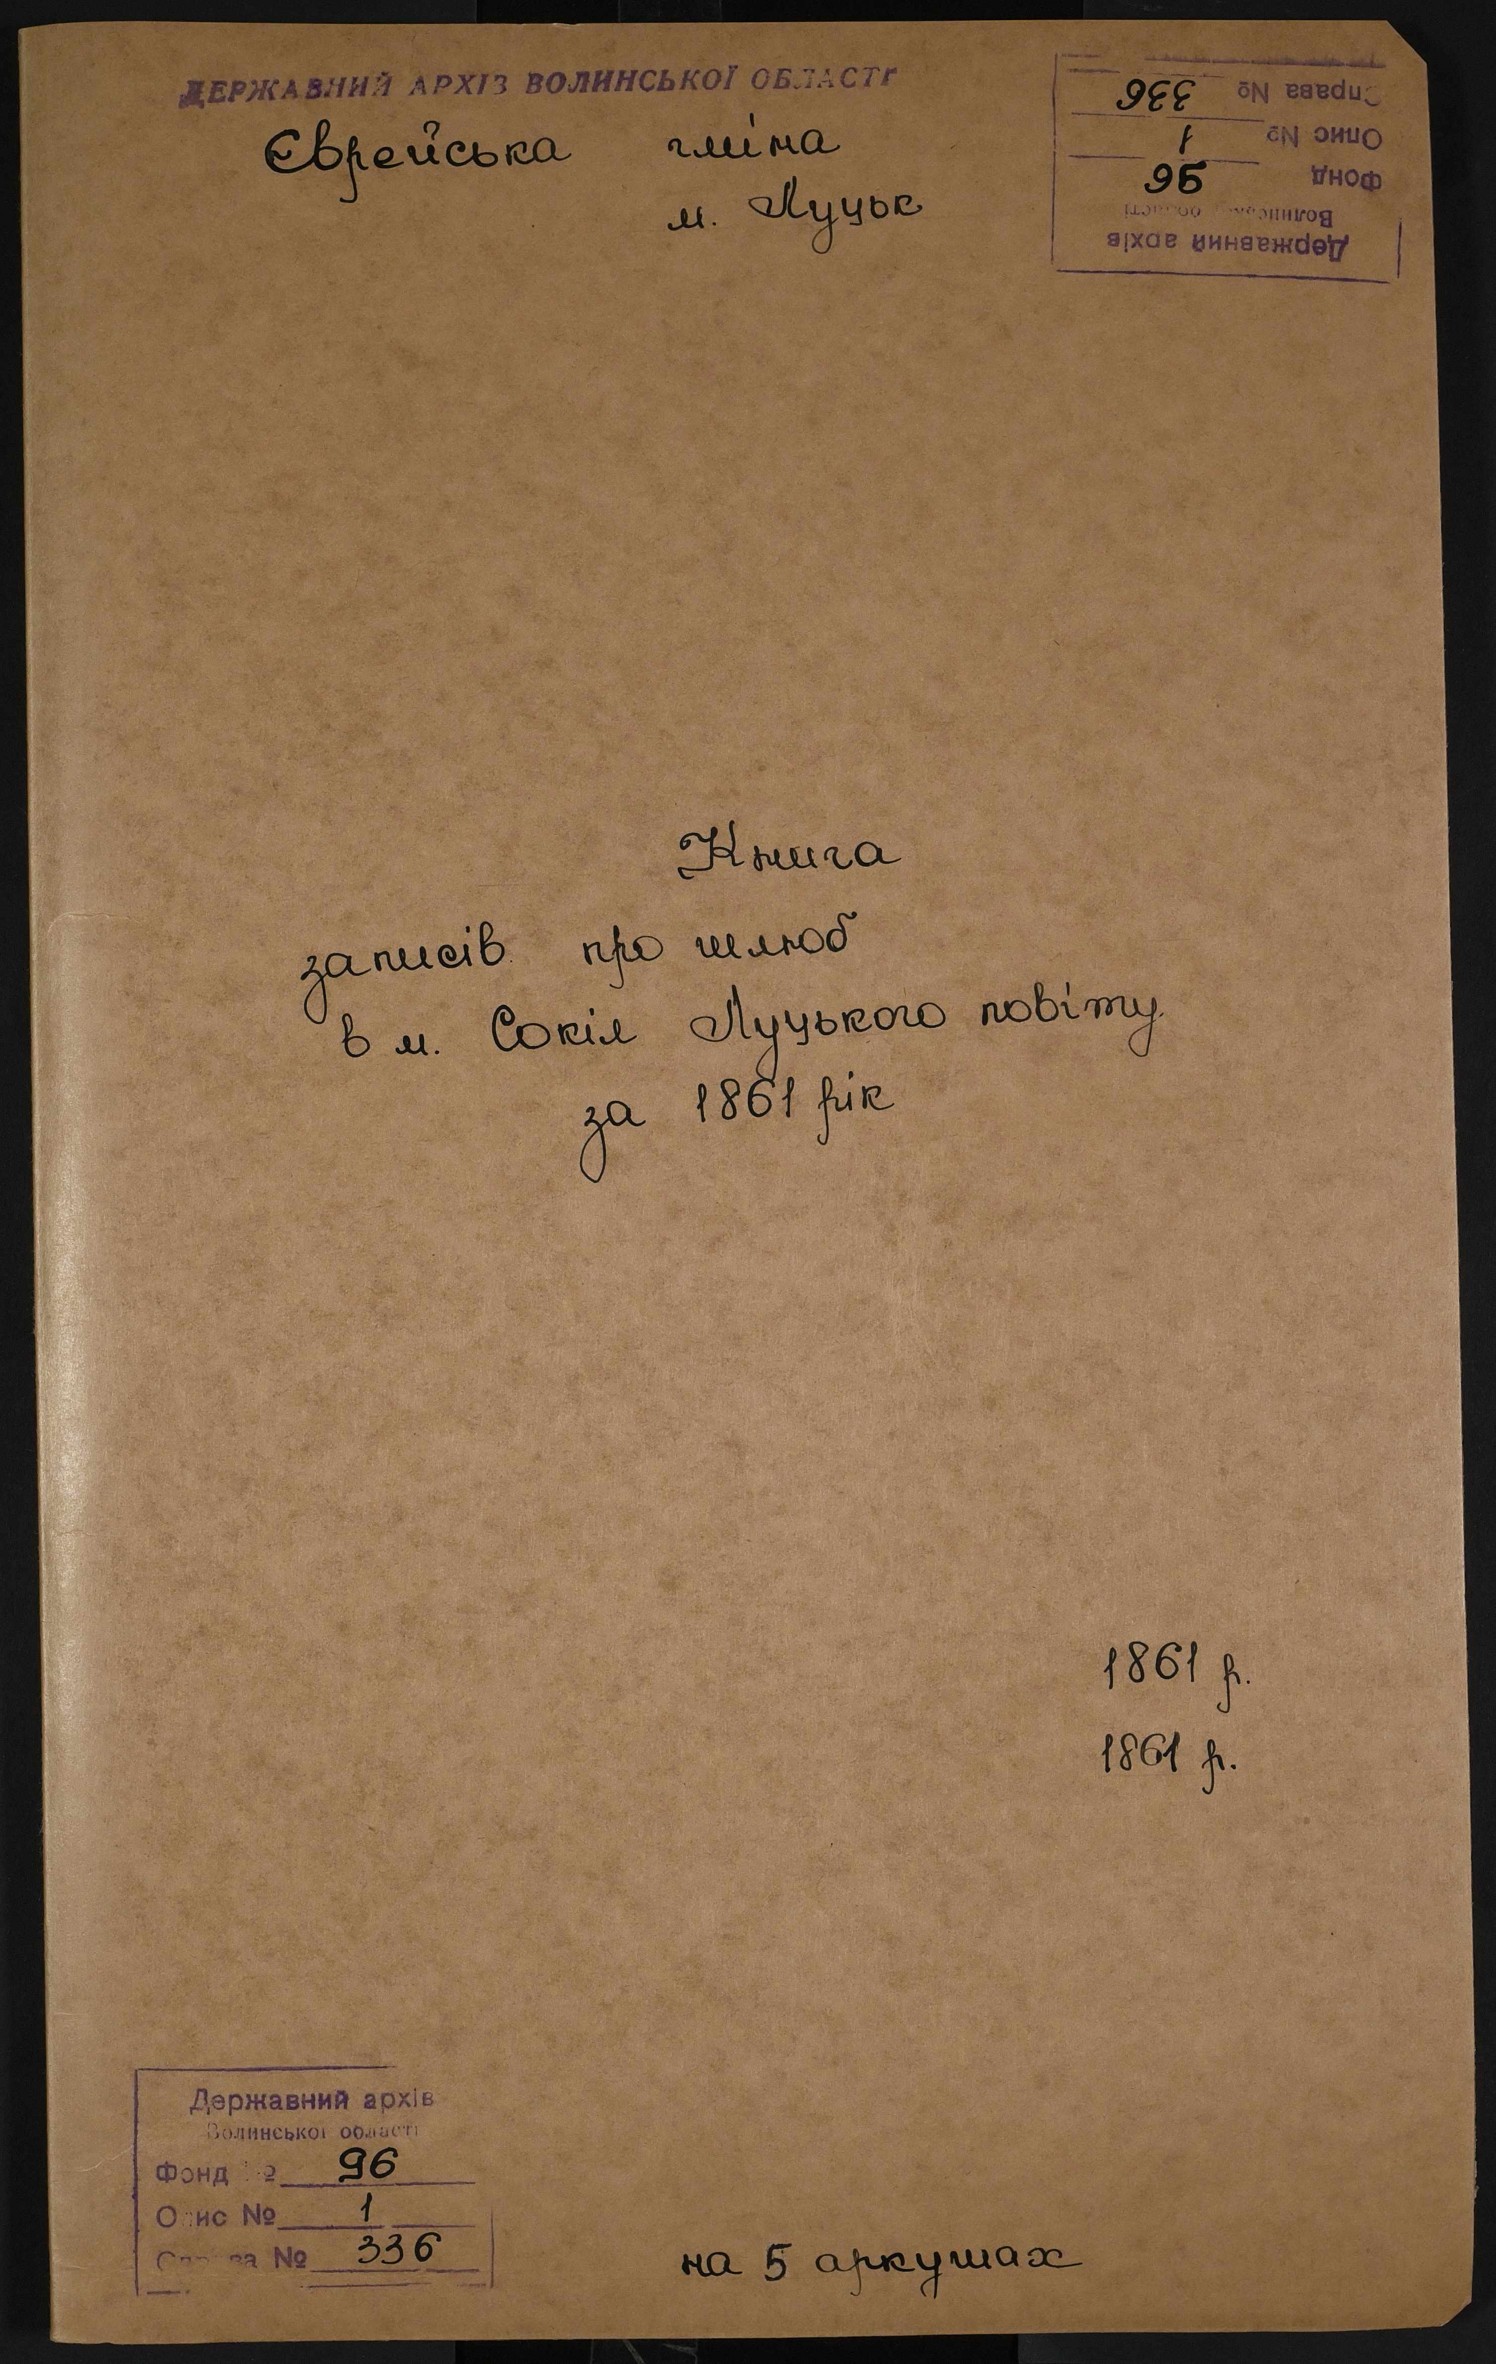 ДЕРЖАВНИЙ АРХІВ ВОЛИНСЬКОЇ ОБЛАСТІ
Єврейська гміна
м. Луцьк
Справа № 336
Опис № 1
Фонд 96
Волинської області
Державний архів
Книга
записів про шлюб
в м. Сокіл Луцького повіту
за 1861 рік
1861 р.
1861 р.
Державний архів
Волинської області
Фонд № 96
Опис № 1
Справа № 336
на 5 аркушах